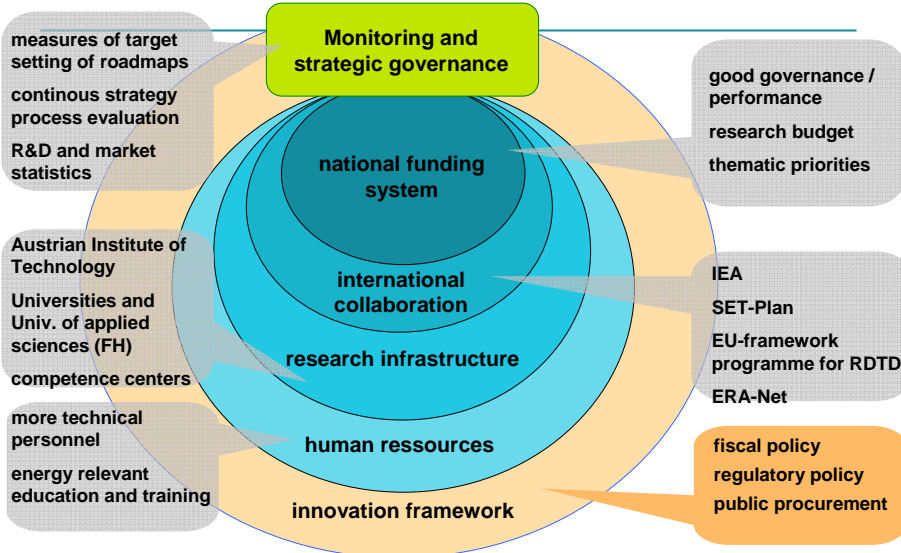 Monitoring and
strategic governance
measures of target
setting of roadmaps
continous strategy
process evaluation
R&D and market
statistics
good governance /
performance
research budget
thematic priorities
national funding
system
Austrian Institute of
Technology
Universities and
Univ. of applied
sciences (FH)
competence centers
international
collaboration
IEA
SET-Plan
EU-framework
programme for RDTD
ERA-Net
research infrastructure
more technical
personnel
energy relevant
education and training
human ressources
fiscal policy
regulatory policy
public procurement
innovation framework